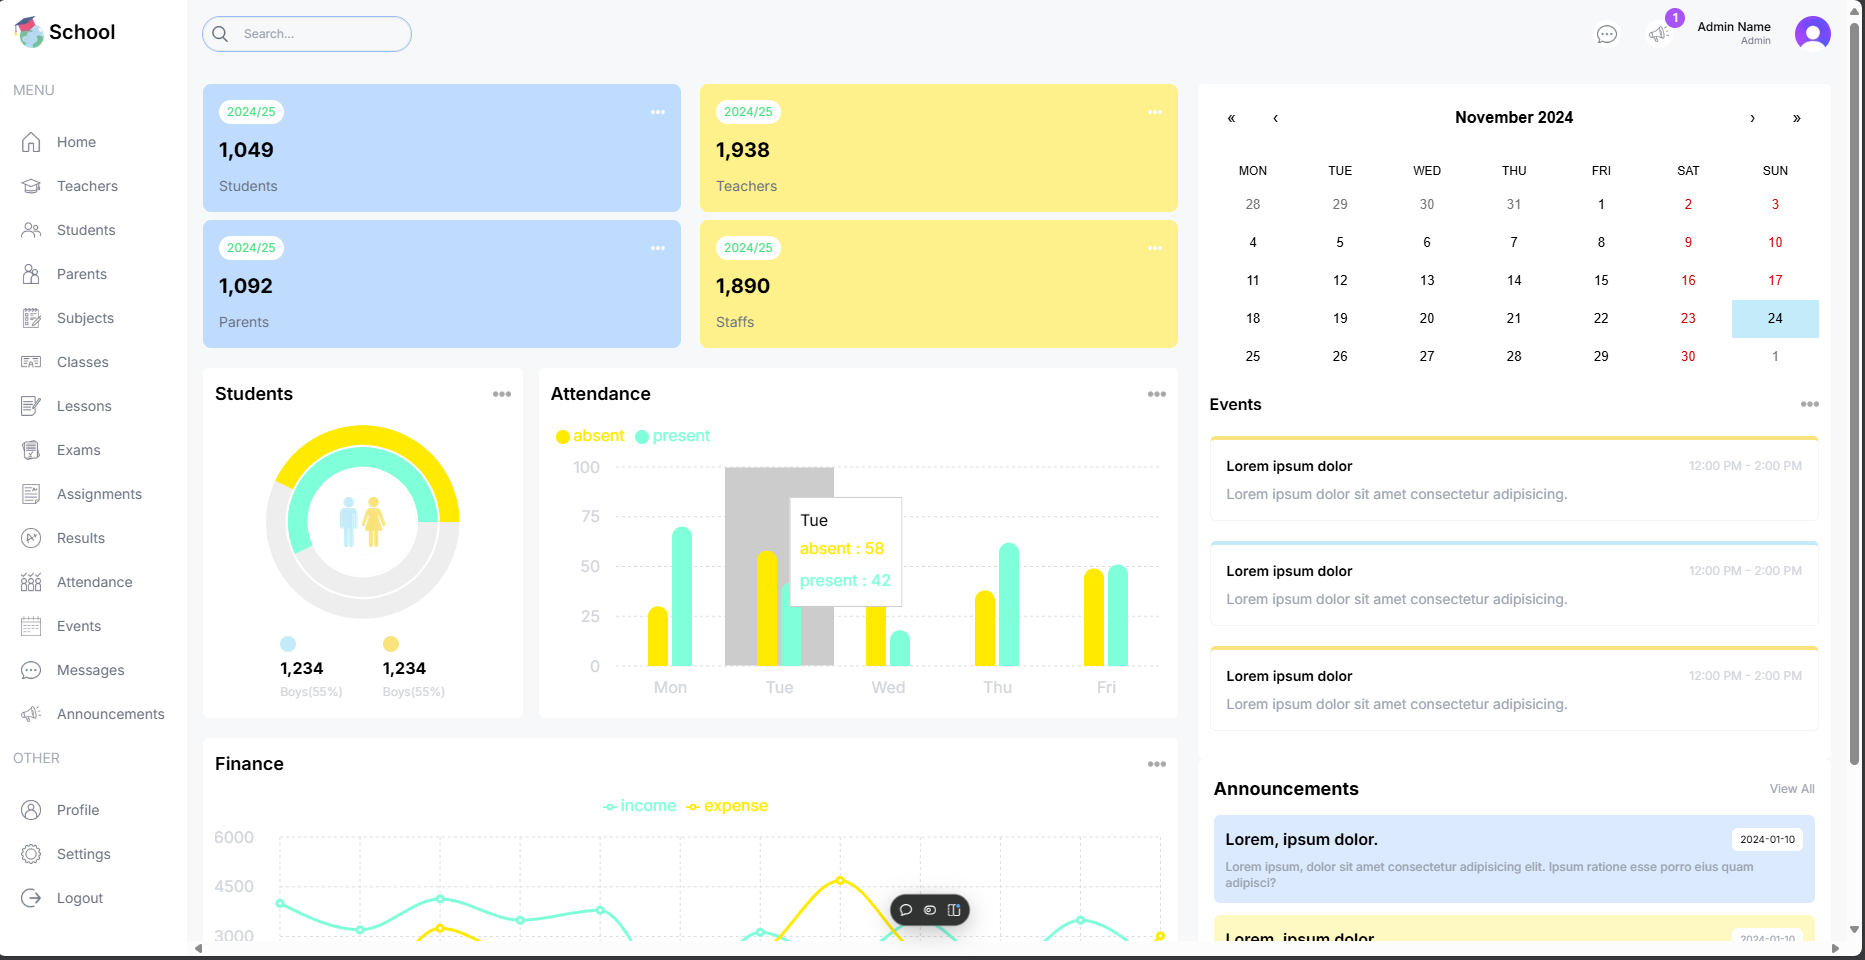 School
Search...
1
Admin Name
Admin
MENU
Home
Teachers
Students
Parents
Subjects
Classes
Lessons
Exams
Assignments
Results
Attendance
Events
Messages
Announcements
OTHER
Profile
Settings
Logout
2024/25
1,049
Students
2024/25
1,938
Teachers
2024/25
1,092
Parents
2024/25
1,890
Staffs
Students
1,234
Boys(55%)
1,234
Boys(55%)
Attendance
absent present
100
75
50
25
0
Mon Tue Wed Thu Fri
Tue
absent : 58
present : 42
Finance
income expense
6000
4500
3000
« ‹ November 2024 › »
MON TUE WED THU FRI SAT SUN
28 29 30 31 1 2 3
4 5 6 7 8 9 10
11 12 13 14 15 16 17
18 19 20 21 22 23 24
25 26 27 28 29 30 1
Events
Lorem ipsum dolor 12:00 PM - 2:00 PM
Lorem ipsum dolor sit amet consectetur adipisicing.
Lorem ipsum dolor 12:00 PM - 2:00 PM
Lorem ipsum dolor sit amet consectetur adipisicing.
Lorem ipsum dolor 12:00 PM - 2:00 PM
Lorem ipsum dolor sit amet consectetur adipisicing.
Announcements View All
Lorem, ipsum dolor. 2024-01-10
Lorem ipsum, dolor sit amet consectetur adipisicing elit. Ipsum ratione esse porro eius quam
adipisci?
Lorem, ipsum dolor. 2024-01-10